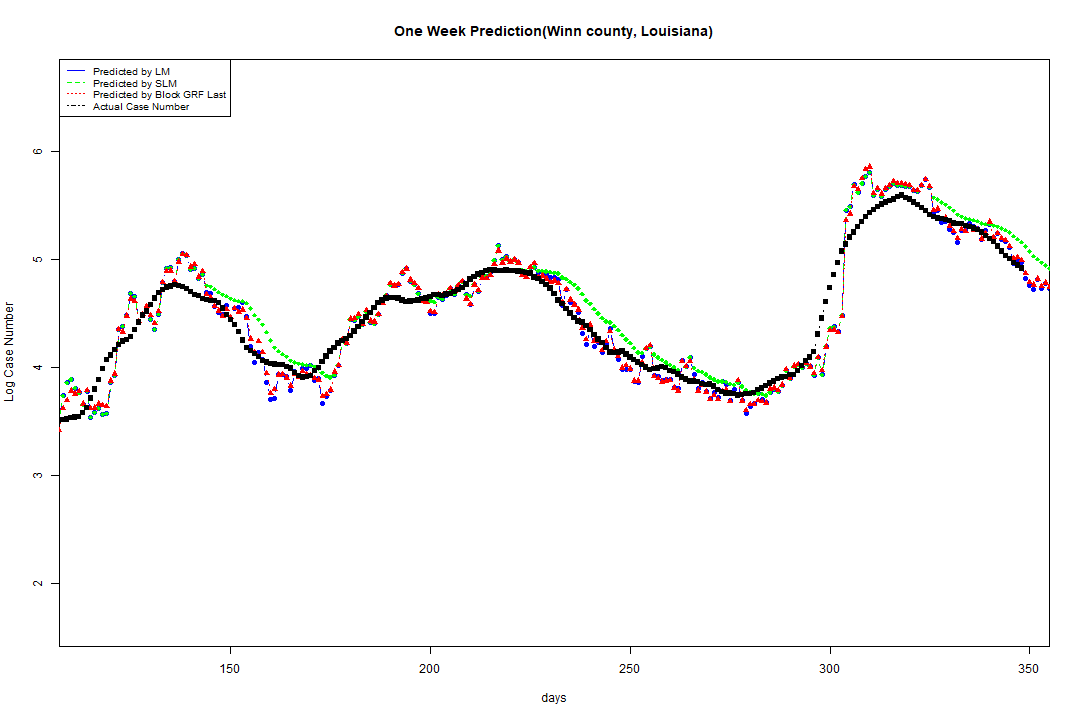 One Week Prediction(Winn county, Louisiana)
Predicted by LM
Predicted by SLM
Predicted by Block GRF Last
Actual Case Number
6
5
4
3
2
Log Case Number
150 200 250 300 350
days